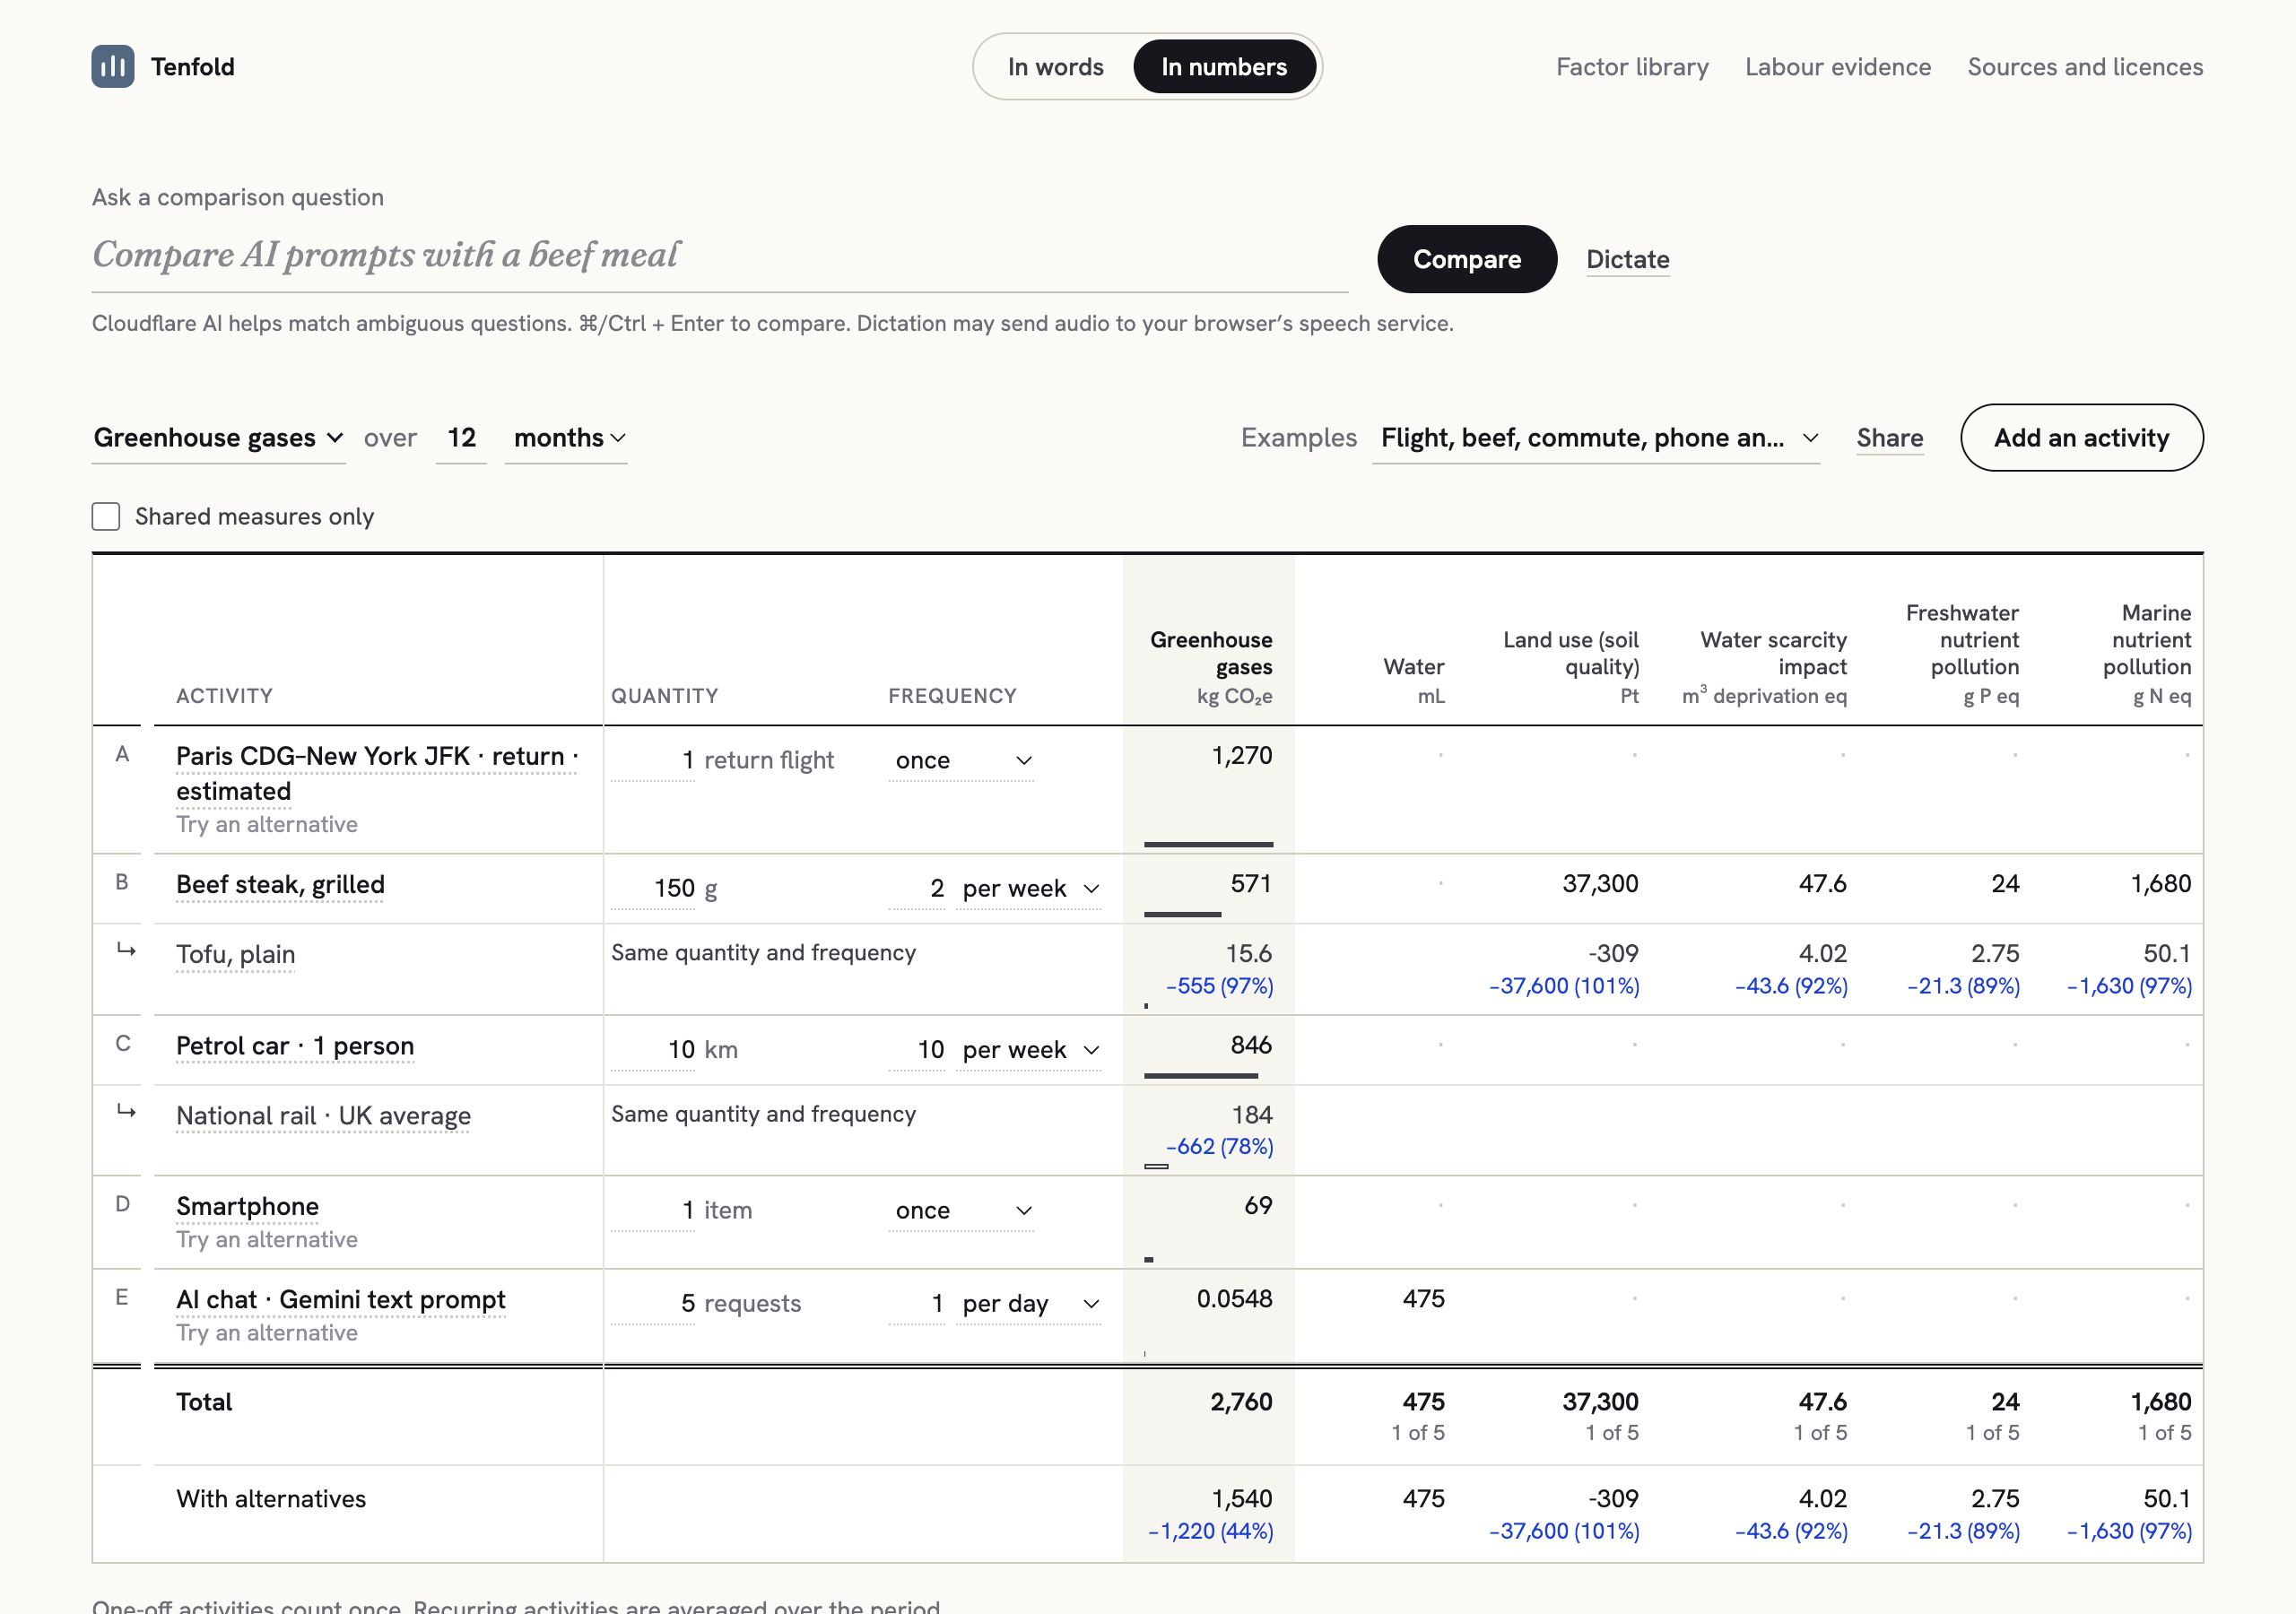 Tenfold
In words
In numbers
Factor library
Labour evidence
Sources and licences
Ask a comparison question
Compare AI prompts with a beef meal
Compare
Dictate
Cloudflare AI helps match ambiguous questions. ⌘/Ctrl + Enter to compare. Dictation may send audio to your browser’s speech service.
Greenhouse gases over 12 months
Examples Flight, beef, commute, phone an...
Share
Add an activity
Shared measures only
ACTIVITY
QUANTITY
FREQUENCY
Greenhouse
gases
kg CO₂e
Water
mL
Land use (soil
quality)
Pt
Water scarcity
impact
m³ deprivation eq
Freshwater
nutrient
pollution
g P eq
Marine
nutrient
pollution
g N eq
A Paris CDG–New York JFK · return · 1 return flight once 1,270 · · · · ·
estimated
Try an alternative
B Beef steak, grilled 150 g 2 per week 571 · 37,300 47.6 24 1,680
↳ Tofu, plain Same quantity and frequency 15.6 -309 4.02 2.75 50.1
−555 (97%) −37,600 (101%) −43.6 (92%) −21.3 (89%) −1,630 (97%)
C Petrol car · 1 person 10 km 10 per week 846 · · · · ·
↳ National rail · UK average Same quantity and frequency 184
−662 (78%)
D Smartphone 1 item once 69 · · · · ·
Try an alternative
E AI chat · Gemini text prompt 5 requests 1 per day 0.0548 475 · · · ·
Try an alternative
Total 2,760 475 37,300 47.6 24 1,680
1 of 5 1 of 5 1 of 5 1 of 5 1 of 5
With alternatives 1,540 475 -309 4.02 2.75 50.1
−1,220 (44%) −37,600 (101%) −43.6 (92%) −21.3 (89%) −1,630 (97%)
One-off activities count once. Recurring activities are averaged over the period.